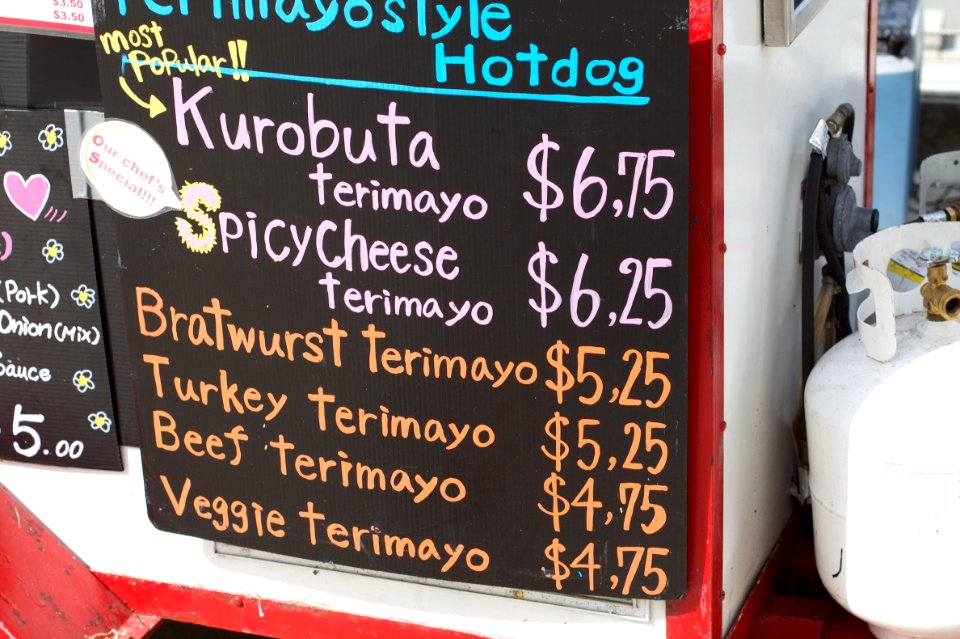 $3.50
$3.50
Terimayo style
Hotdog
most
popular!!
Kurobuta
terimayo $6,75
Our chef's
Special!!!!
SpicyCheese
terimayo $6,25
Bratwurst terimayo $5,25
Turkey terimayo $5,25
Beef terimayo $4,75
Veggie terimayo $4,75
(Pork)
Onion (Mix)
Sauce
5.00